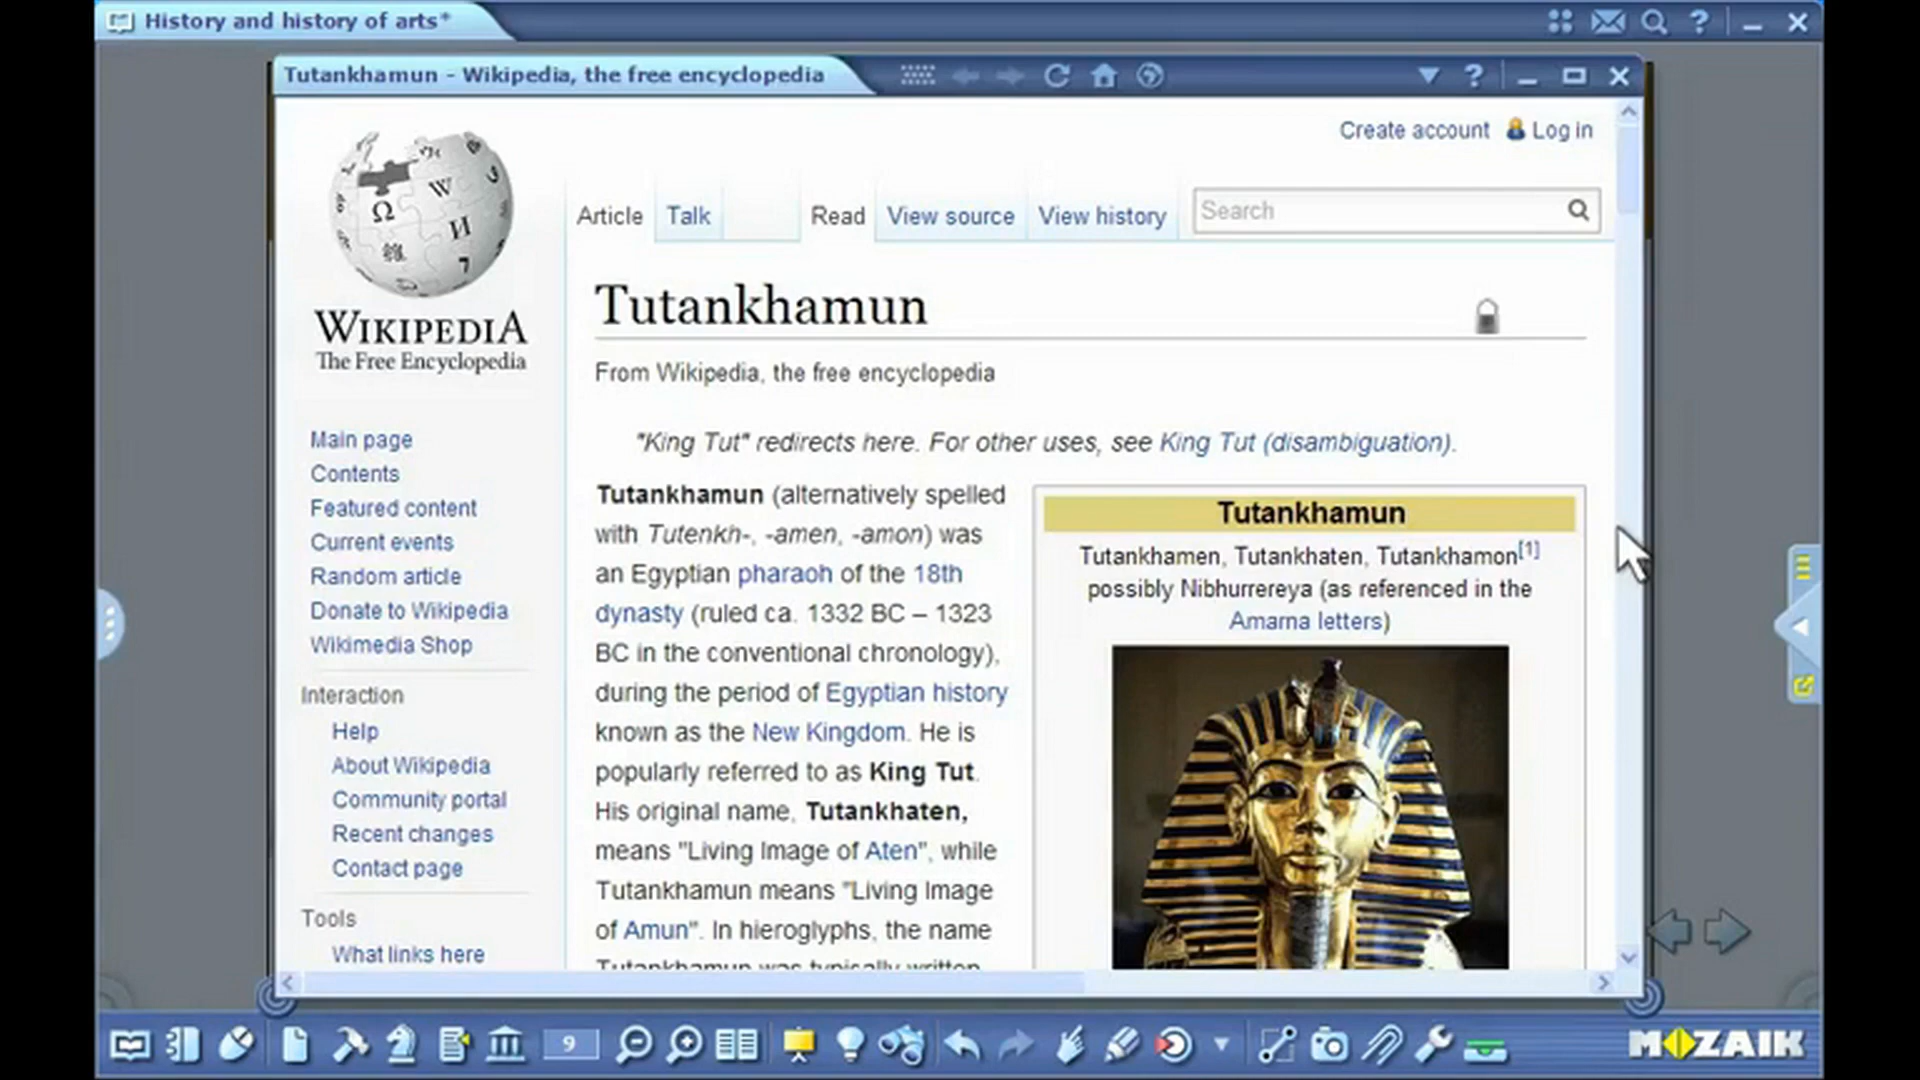 History and history of arts*
Tutankhamun - Wikipedia, the free encyclopedia
Create account Log in
Article Talk Read View source View history Search
WIKIPEDIA
The Free Encyclopedia
Main page
Contents
Featured content
Current events
Random article
Donate to Wikipedia
Wikimedia Shop
Interaction
Help
About Wikipedia
Community portal
Recent changes
Contact page
Tools
What links here
Tutankhamun
From Wikipedia, the free encyclopedia
"King Tut" redirects here. For other uses, see King Tut (disambiguation).
Tutankhamun (alternatively spelled
with Tutenkh-, -amen, -amon) was
an Egyptian pharaoh of the 18th
dynasty (ruled ca. 1332 BC – 1323
BC in the conventional chronology),
during the period of Egyptian history
known as the New Kingdom. He is
popularly referred to as King Tut.
His original name, Tutankhaten,
means "Living Image of Aten", while
Tutankhamun means "Living Image
of Amun". In hieroglyphs, the name
Tutankhamun was typically written
Tutankhamun
Tutankhamen, Tutankhaten, Tutankhamon[1]
possibly Nibhurrereya (as referenced in the
Amarna letters)
9
MOZAIK